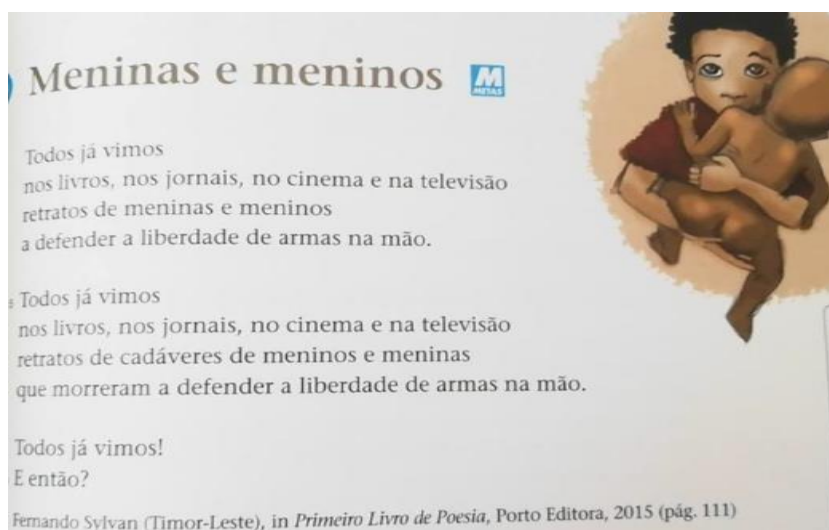 Meninas e meninos M
METAS
Todos já vimos
nos livros, nos jornais, no cinema e na televisão
retratos de meninas e meninos
a defender a liberdade de armas na mão.
Todos já vimos
nos livros, nos jornais, no cinema e na televisão
retratos de cadáveres de meninos e meninas
que morreram a defender a liberdade de armas na mão.
Todos já vimos!
E então?
Fernando Sylvan (Timor-Leste), in Primeiro Livro de Poesia, Porto Editora, 2015 (pág. 111)